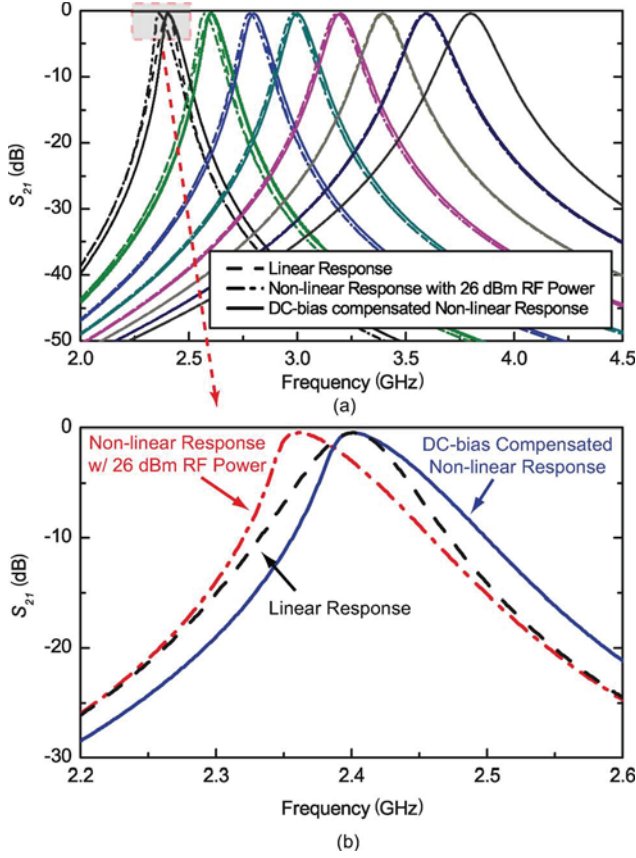 0
-10
-20
-30
-40
-50
S21 (dB)
Linear Response
Non-linear Response with 26 dBm RF Power
DC-bias compensated Non-linear Response
2.0 2.5 3.0 3.5 4.0 4.5
Frequency (GHz)
(a)
0
-10
-20
-30
S21 (dB)
Non-linear Response
w/ 26 dBm RF Power
DC-bias Compensated
Non-linear Response
Linear Response
2.2 2.3 2.4 2.5 2.6
Frequency (GHz)
(b)